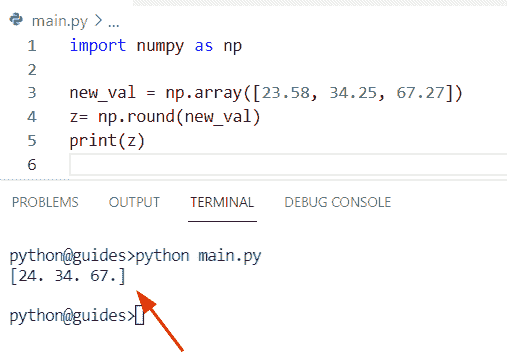 main.py > ...
1 import numpy as np
2
3 new_val = np.array([23.58, 34.25, 67.27])
4 z= np.round(new_val)
5 print(z)
6
PROBLEMS OUTPUT TERMINAL DEBUG CONSOLE
python@guides>python main.py
[24. 34. 67.]
python@guides>